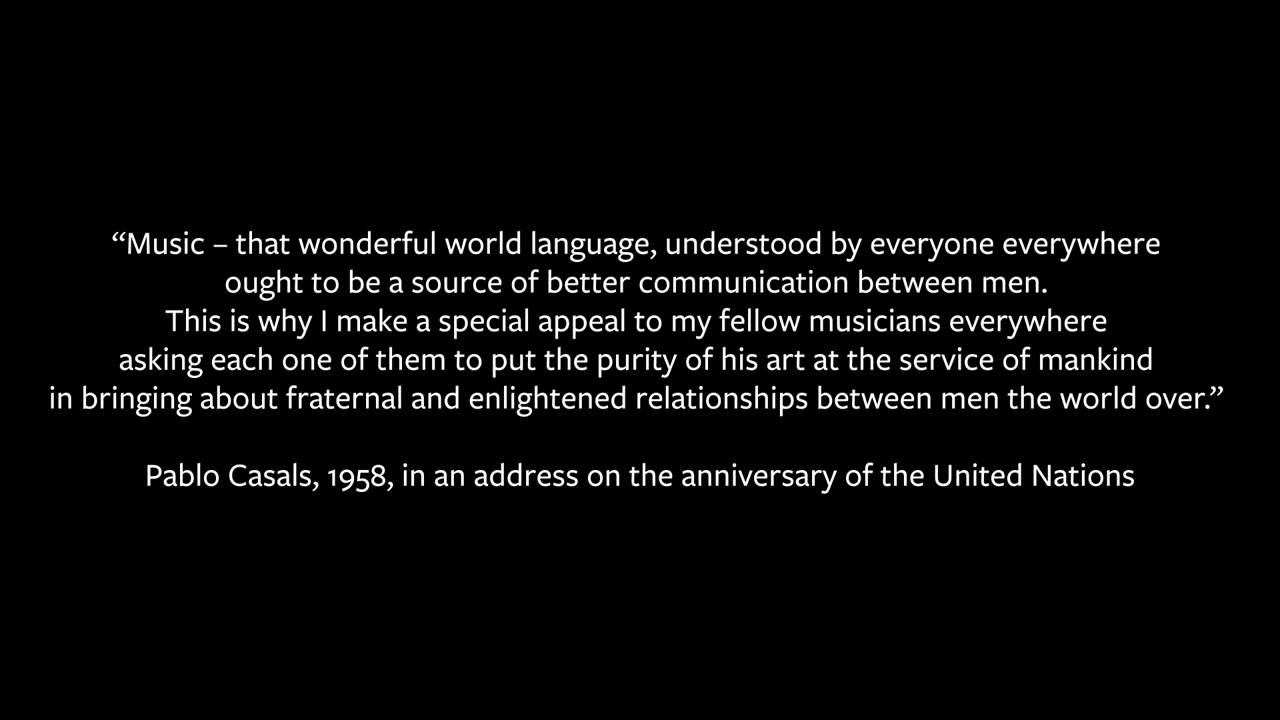 “Music – that wonderful world language, understood by everyone everywhere
ought to be a source of better communication between men.
This is why I make a special appeal to my fellow musicians everywhere
asking each one of them to put the purity of his art at the service of mankind
in bringing about fraternal and enlightened relationships between men the world over.”
Pablo Casals, 1958, in an address on the anniversary of the United Nations